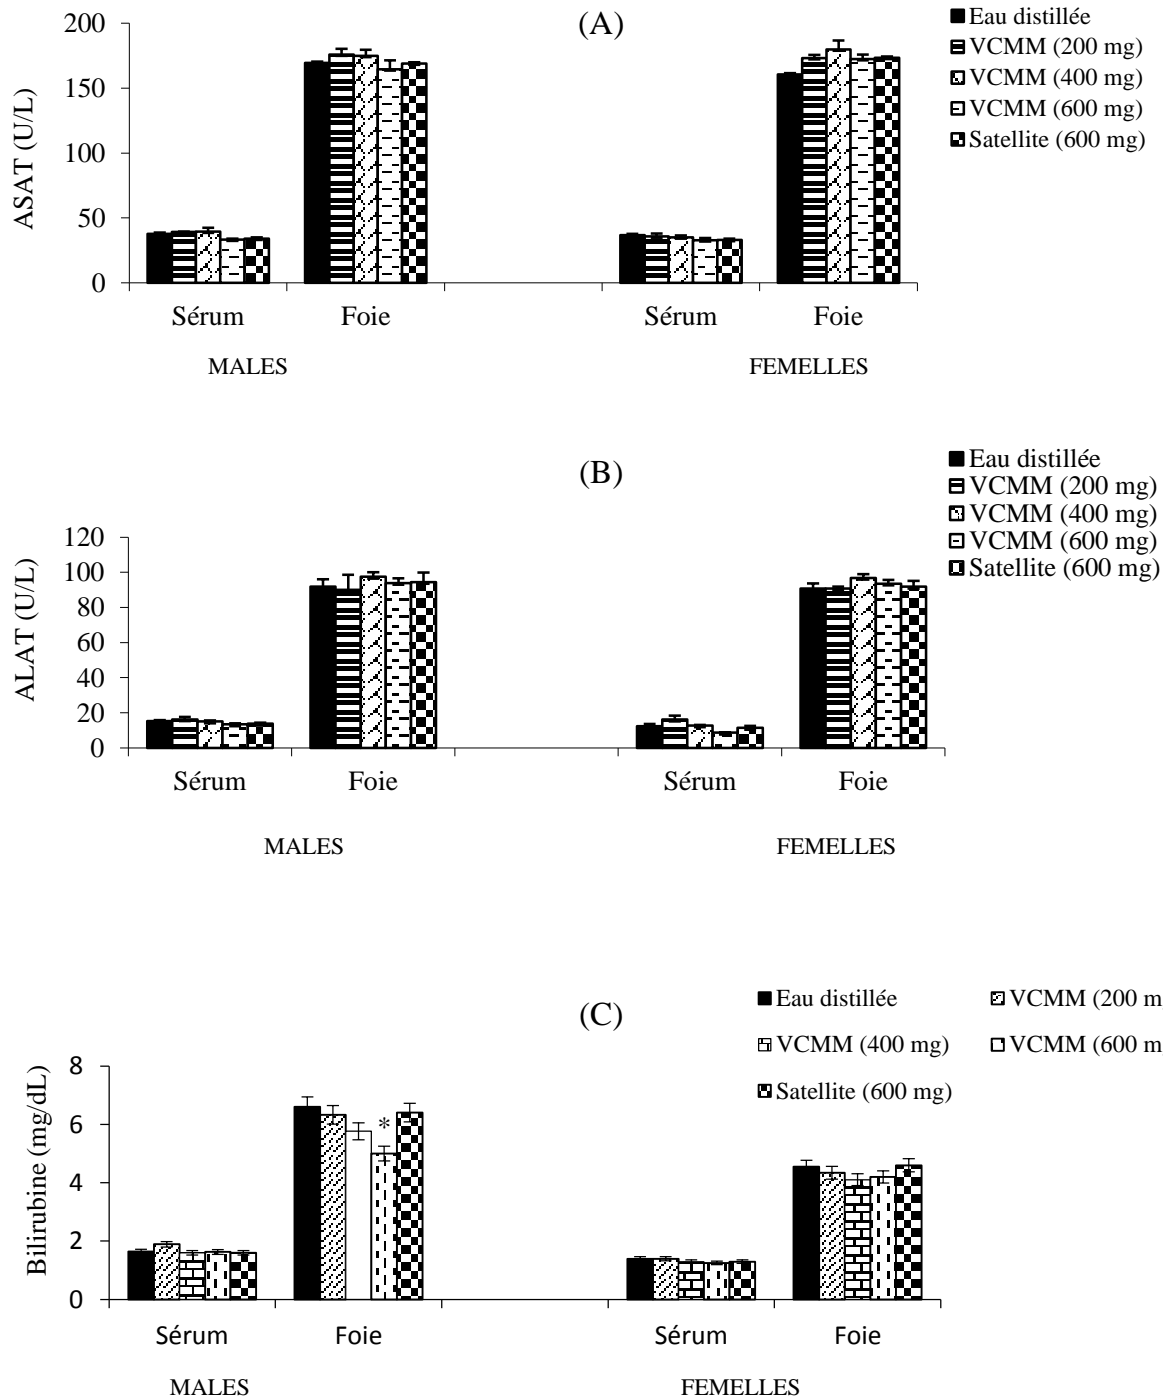 (A)
Eau distillée
VCMM (200 mg)
VCMM (400 mg)
VCMM (600 mg)
Satellite (600 mg)
ASAT (U/L)
200
150
100
50
0
Sérum Foie Sérum Foie
MALES FEMELLES
(B)
Eau distillée
VCMM (200 mg)
VCMM (400 mg)
VCMM (600 mg)
Satellite (600 mg)
ALAT (U/L)
120
100
80
60
40
20
0
Sérum Foie Sérum Foie
MALES FEMELLES
(C)
Eau distillée VCMM (200 m
VCMM (400 mg) VCMM (600 m
Satellite (600 mg)
Bilirubine (mg/dL)
8
6
4
2
0
*
Sérum Foie Sérum Foie
MALES FEMELLES